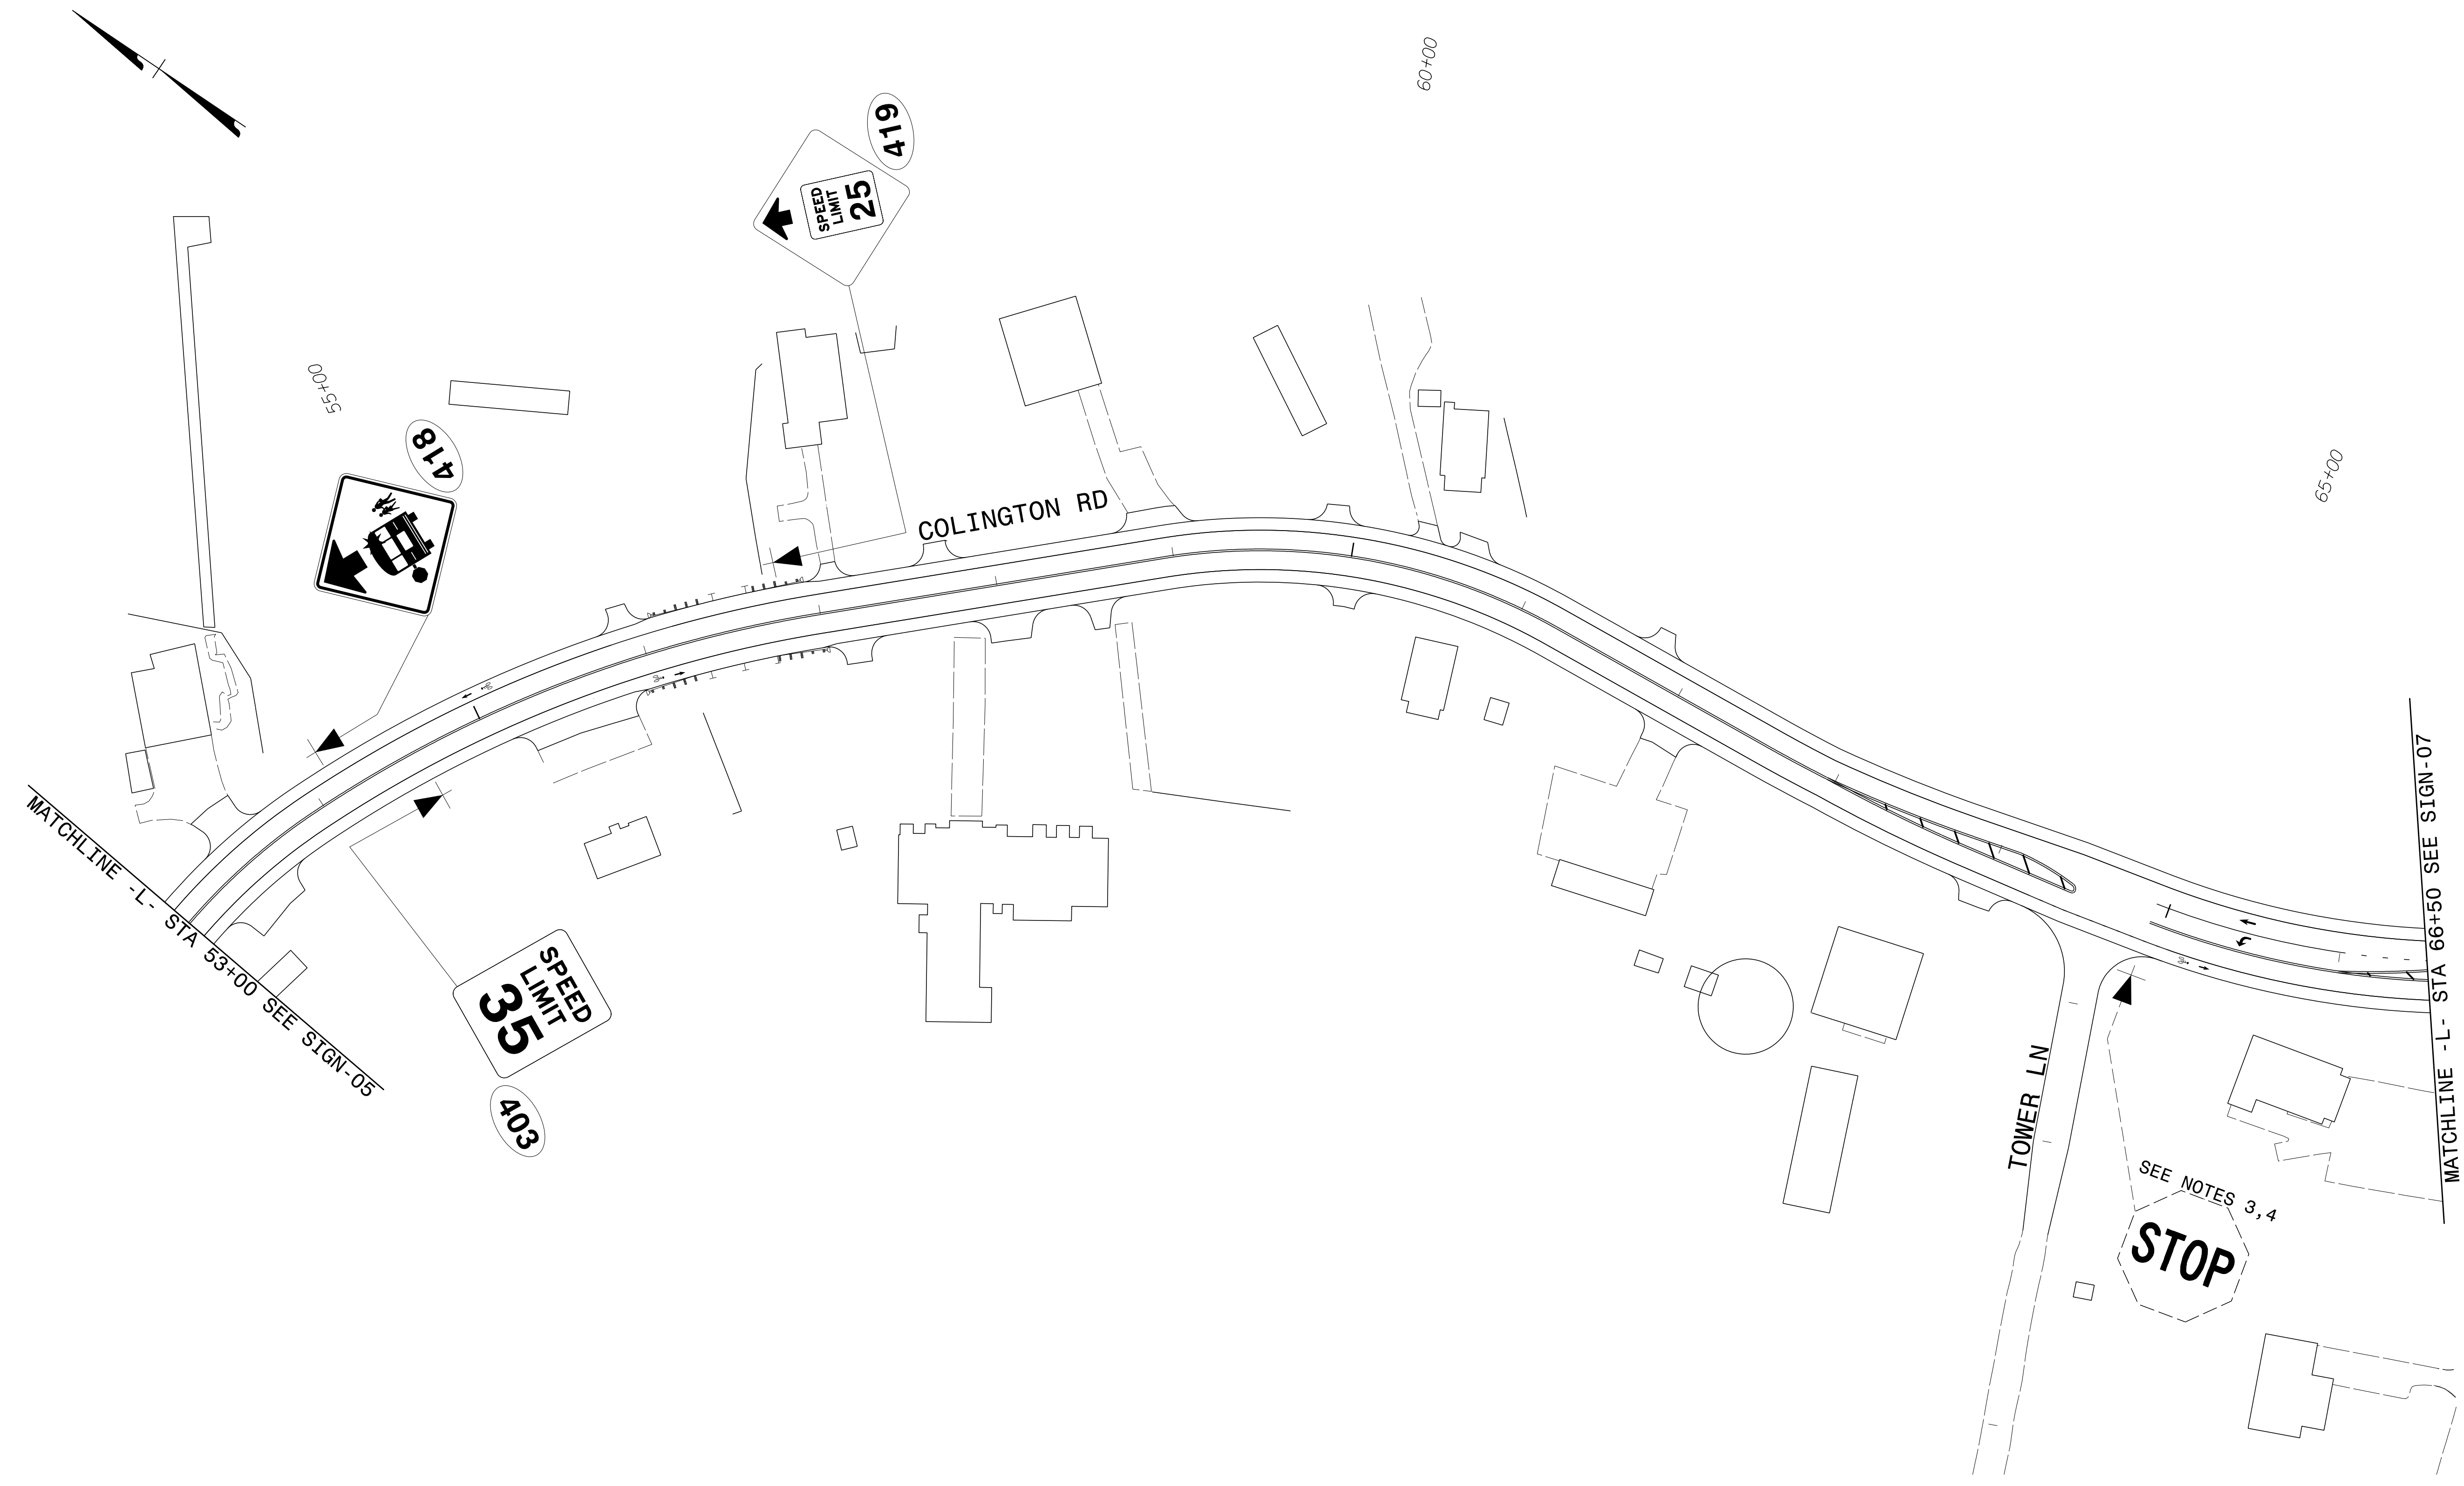 60+00
419
SPEED
LIMIT
25
55+00
418
COLINGTON RD
65+00
MATCHLINE -L- STA 53+00 SEE SIGN-05
SPEED
LIMIT
35
403
MATCHLINE -L- STA 66+50 SEE SIGN-07
TOWER LN
SEE NOTES 3,4
STOP